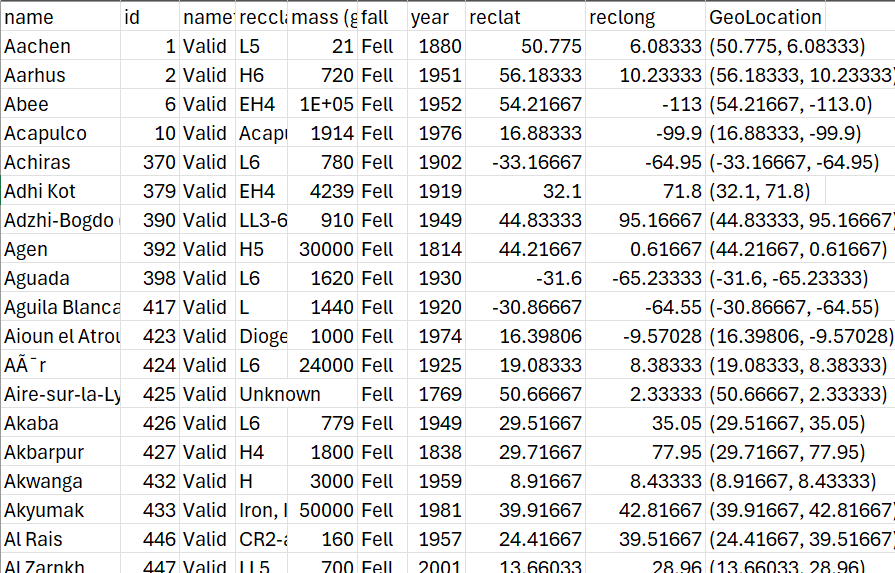 name id namet reccla mass (g fall year reclat reclong GeoLocation
Aachen 1 Valid L5 21 Fell 1880 50.775 6.08333 (50.775, 6.08333)
Aarhus 2 Valid H6 720 Fell 1951 56.18333 10.23333 (56.18333, 10.23333)
Abee 6 Valid EH4 1E+05 Fell 1952 54.21667 -113 (54.21667, -113.0)
Acapulco 10 Valid Acapu 1914 Fell 1976 16.88333 -99.9 (16.88333, -99.9)
Achiras 370 Valid L6 780 Fell 1902 -33.16667 -64.95 (-33.16667, -64.95)
Adhi Kot 379 Valid EH4 4239 Fell 1919 32.1 71.8 (32.1, 71.8)
Adzhi-Bogdo ( 390 Valid LL3-6 910 Fell 1949 44.83333 95.16667 (44.83333, 95.16667)
Agen 392 Valid H5 30000 Fell 1814 44.21667 0.61667 (44.21667, 0.61667)
Aguada 398 Valid L6 1620 Fell 1930 -31.6 -65.23333 (-31.6, -65.23333)
Aguila Blanca 417 Valid L 1440 Fell 1920 -30.86667 -64.55 (-30.86667, -64.55)
Aioun el Atrou 423 Valid Dioge 1000 Fell 1974 16.39806 -9.57028 (16.39806, -9.57028)
AÃ¯r 424 Valid L6 24000 Fell 1925 19.08333 8.38333 (19.08333, 8.38333)
Aire-sur-la-Ly 425 Valid Unknown Fell 1769 50.66667 2.33333 (50.66667, 2.33333)
Akaba 426 Valid L6 779 Fell 1949 29.51667 35.05 (29.51667, 35.05)
Akbarpur 427 Valid H4 1800 Fell 1838 29.71667 77.95 (29.71667, 77.95)
Akwanga 432 Valid H 3000 Fell 1959 8.91667 8.43333 (8.91667, 8.43333)
Akyumak 433 Valid Iron, I 50000 Fell 1981 39.91667 42.81667 (39.91667, 42.81667)
Al Rais 446 Valid CR2-a 160 Fell 1957 24.41667 39.51667 (24.41667, 39.51667)
Al Zarnkh 447 Valid LL5 700 Fell 2001 13.66033 28.96 (13.66033, 28.96)